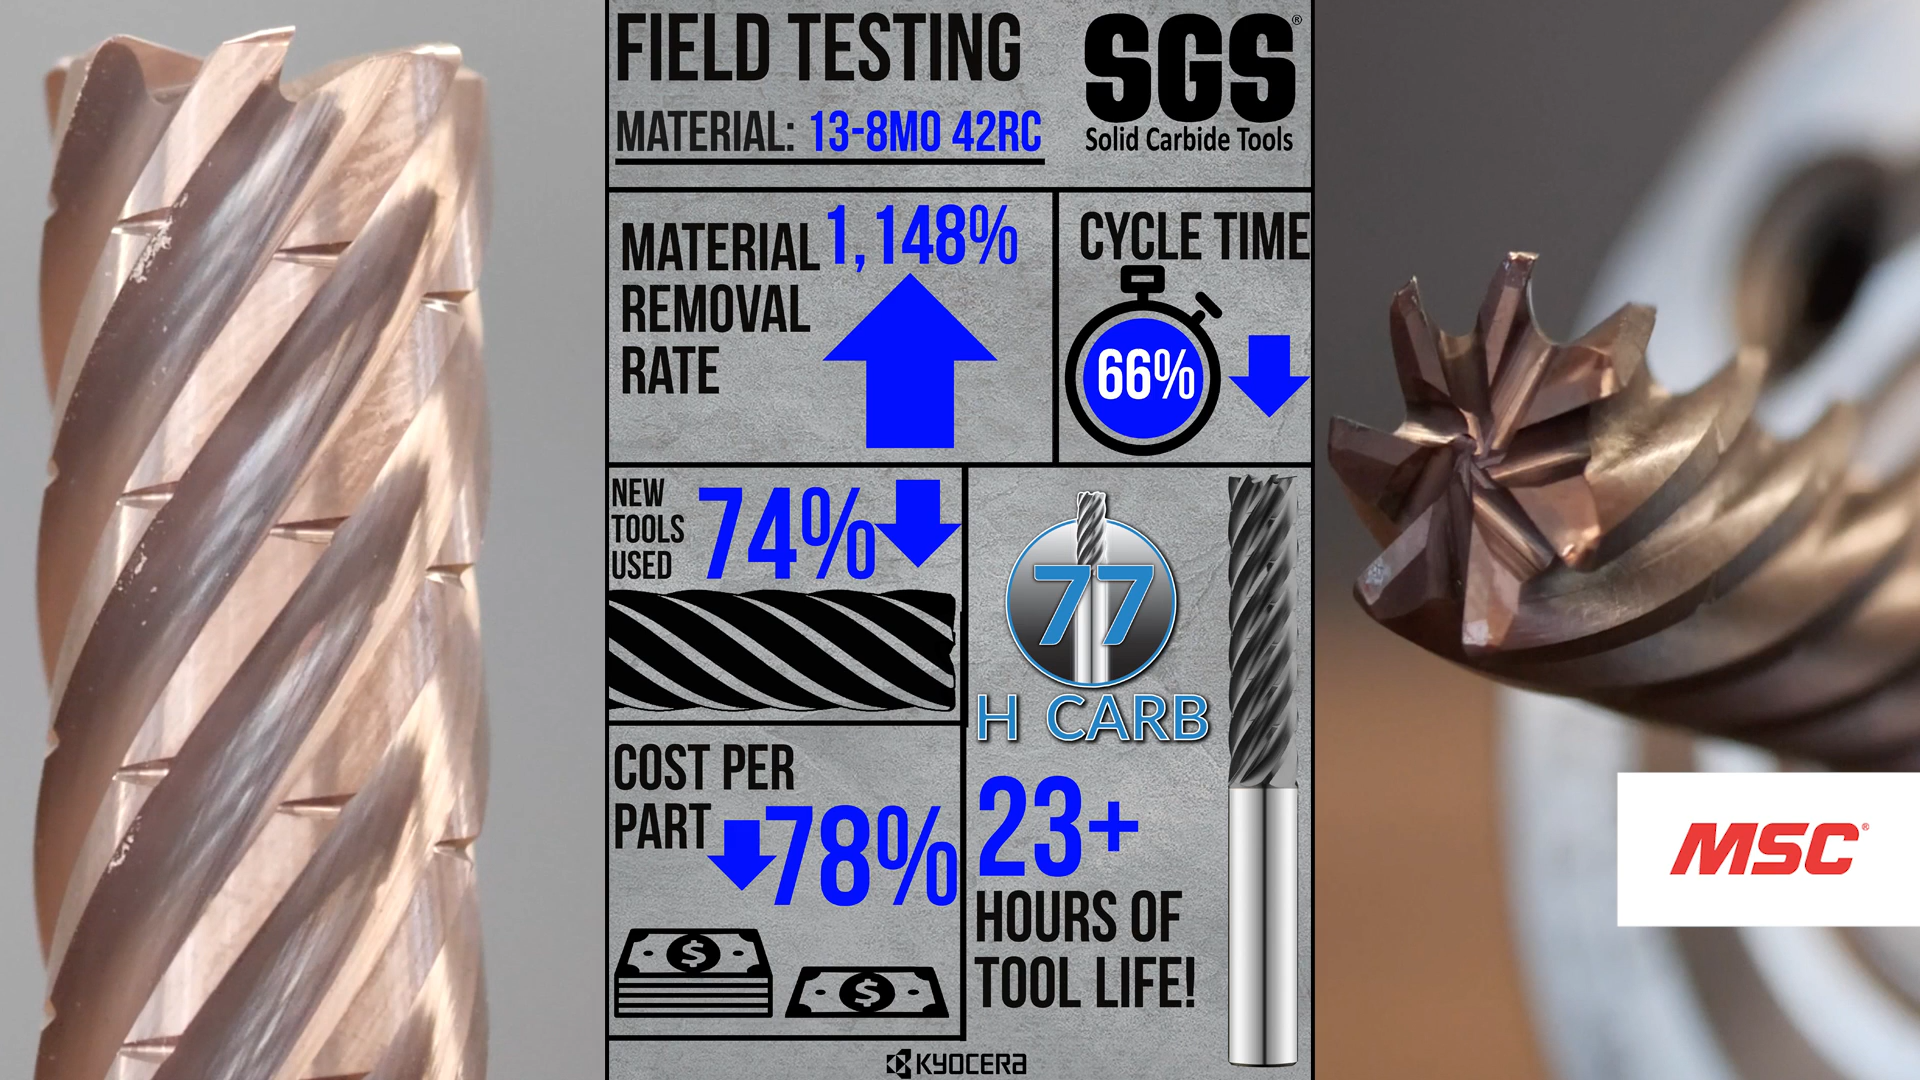 FIELD TESTING
MATERIAL: 13-8MO 42RC
SGS®
Solid Carbide Tools
MATERIAL
REMOVAL
RATE
1,148%
CYCLE TIME
66%
NEW
TOOLS
USED
74%
COST PER
PART
78%
77
H CARB
23+
HOURS OF
TOOL LIFE!
KYOCERA
MSC®